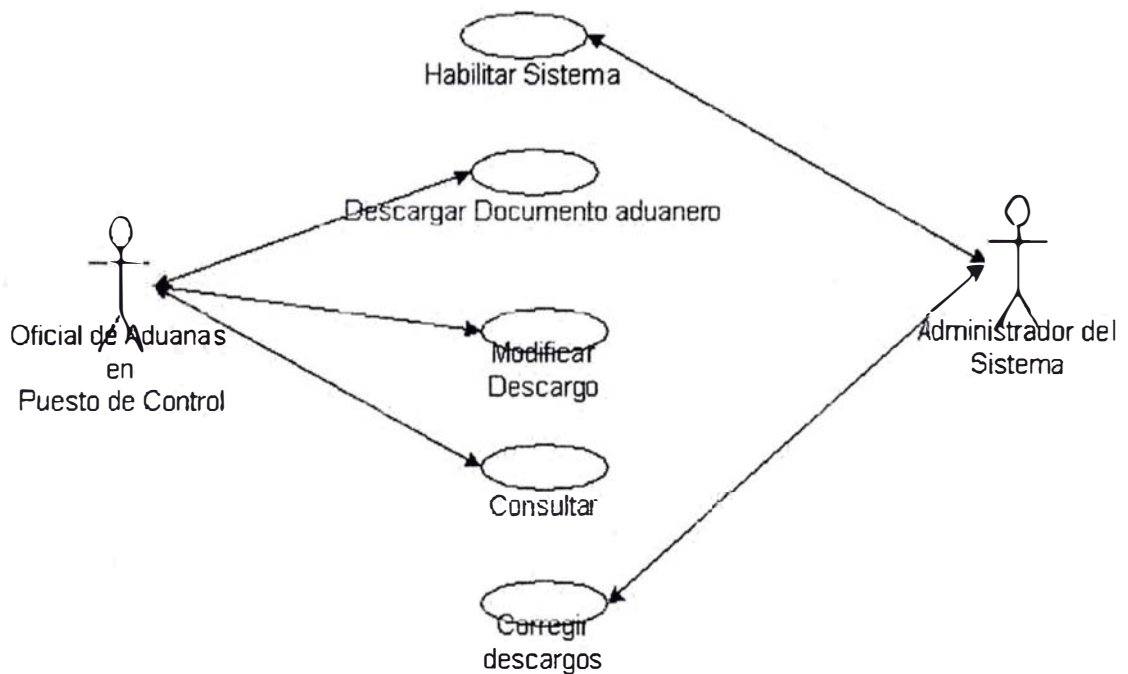 Habilitar Sistema
Descargar Documento aduanero
Oficial de Aduanas
en
Puesto de Control
Modificar
Descargo
Administrador del
Sistema
Consultar
Corregir
descargos